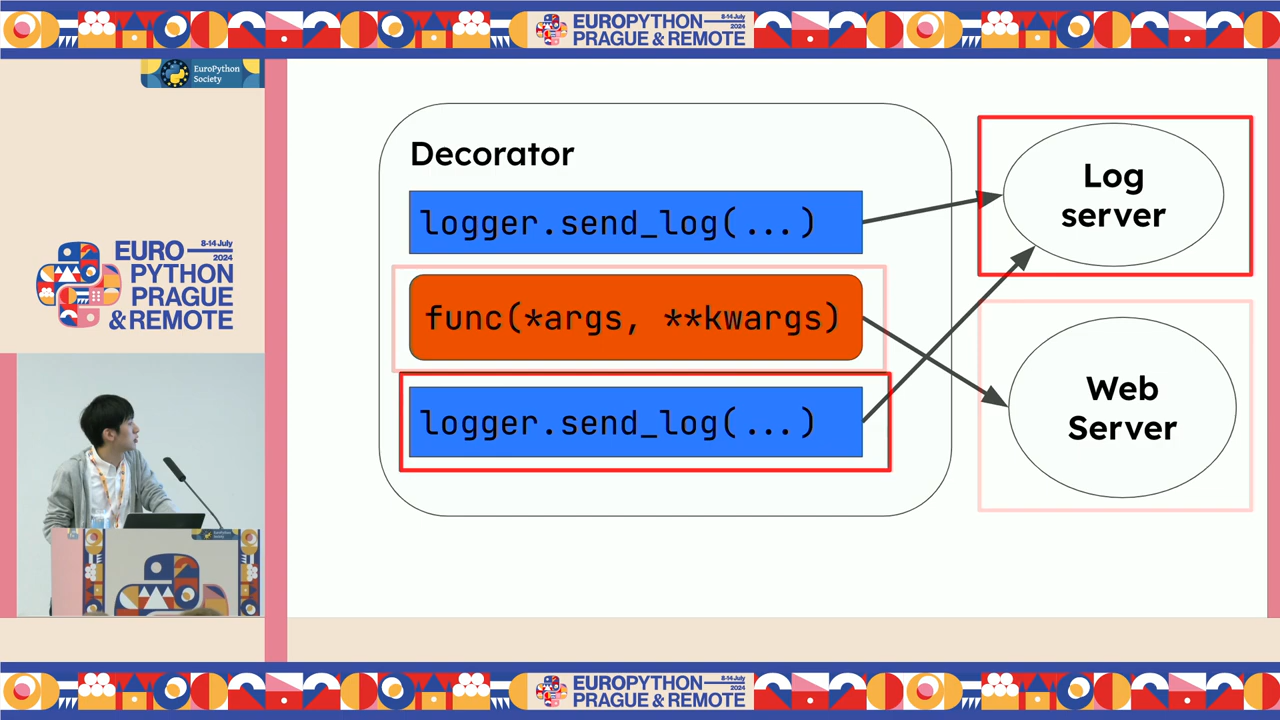 EUROPYTHON
8-14 July
2024
PRAGUE & REMOTE
EuroPython
Society
EURO
8-14 July
2024
PYTHON
PRAGUE
& REMOTE
Decorator
logger.send_log(...)
func(*args, **kwargs)
logger.send_log(...)
Log
server
Web
Server
EUROPYTHON
8-14 July
2024
PRAGUE & REMOTE